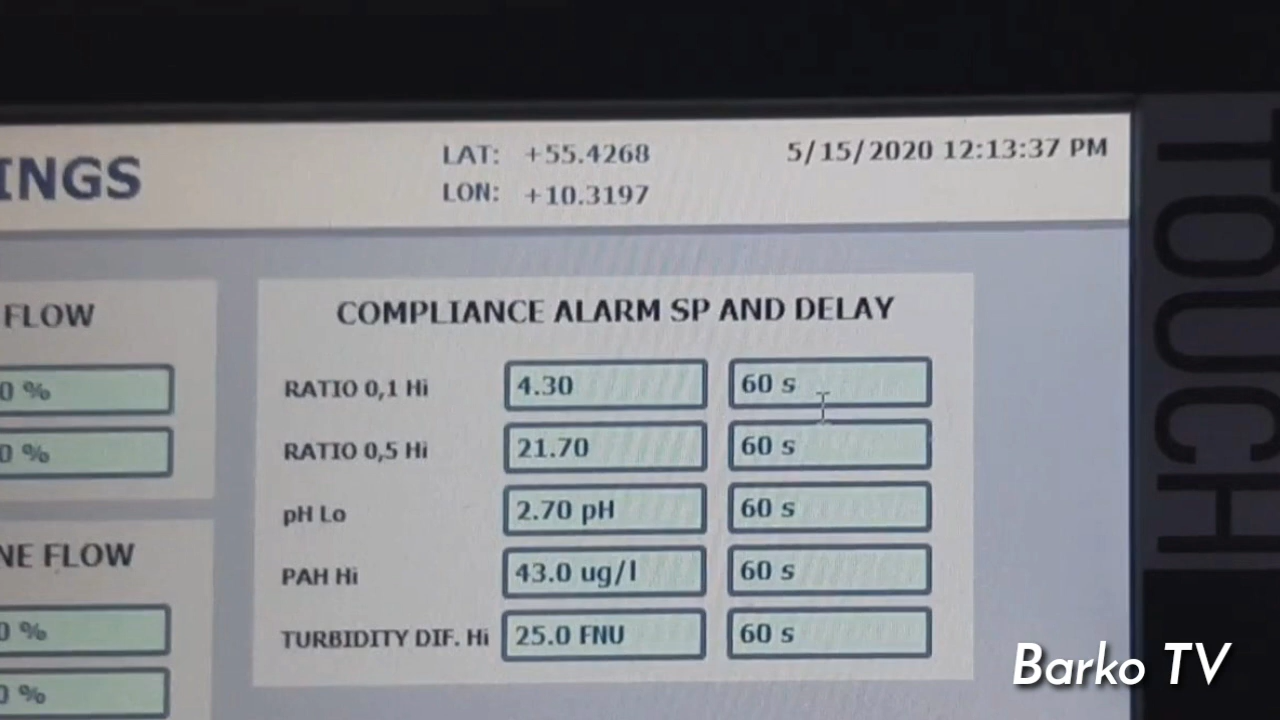 INGS
LAT: +55.4268
LON: +10.3197
5/15/2020 12:13:37 PM
FLOW
0 %
0 %
NE FLOW
0 %
0 %
COMPLIANCE ALARM SP AND DELAY
RATIO 0,1 Hi 4.30 60 s
RATIO 0,5 Hi 21.70 60 s
pH Lo 2.70 pH 60 s
PAH Hi 43.0 ug/l 60 s
TURBIDITY DIF. Hi 25.0 FNU 60 s
TOUCH
Barko TV